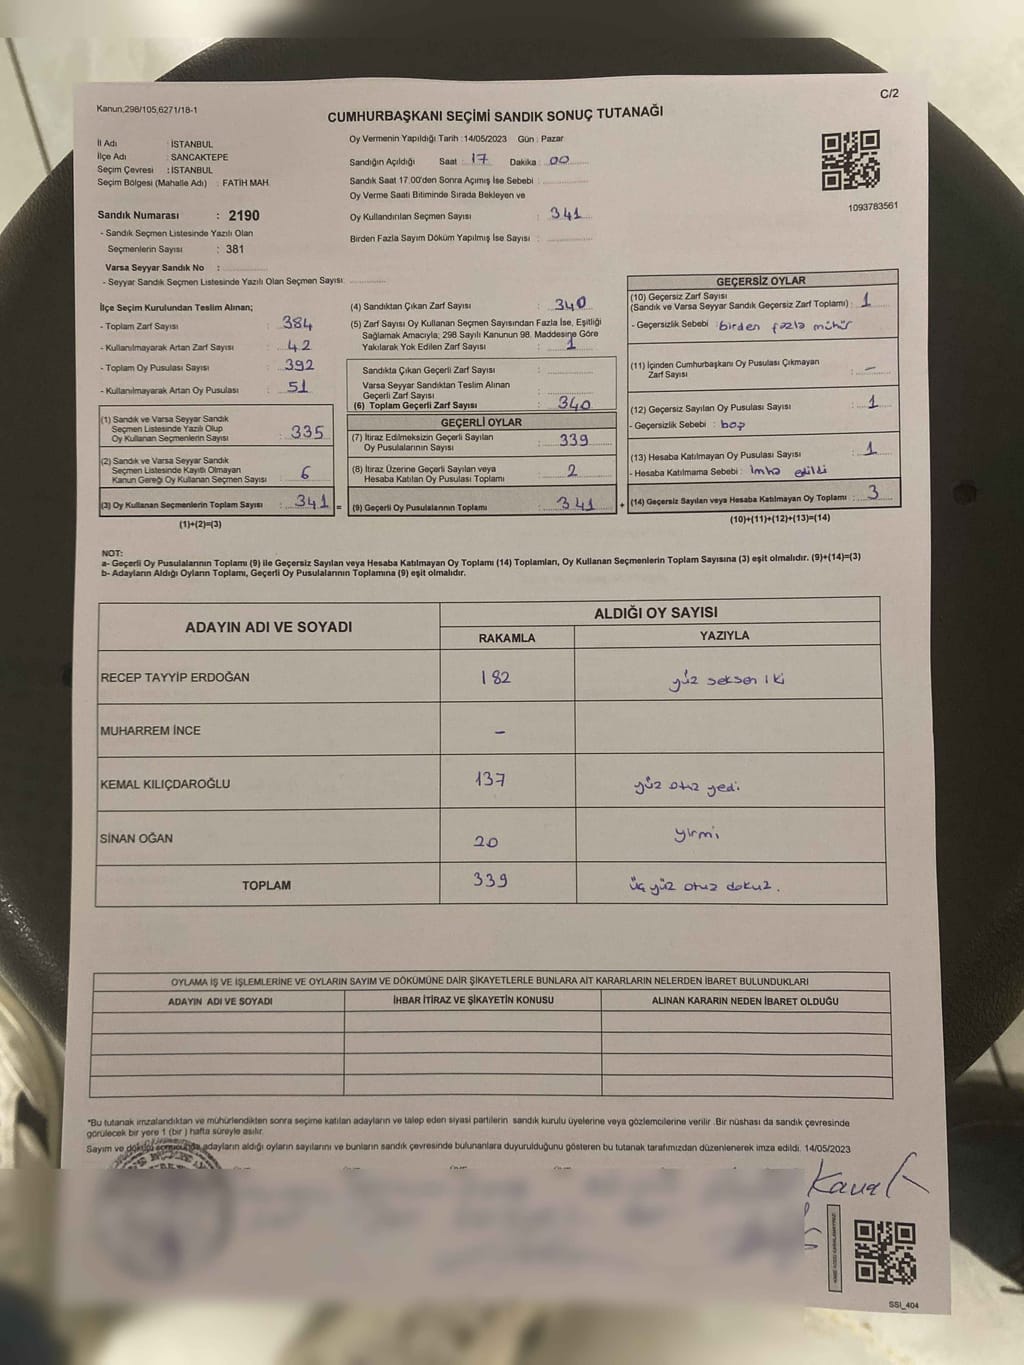 Kanun,298/105,6271/18-1
C/2
CUMHURBAŞKANI SEÇİMİ SANDIK SONUÇ TUTANAĞI
İl Adı : İSTANBUL
İlçe Adı : SANCAKTEPE
Seçim Çevresi : İSTANBUL
Seçim Bölgesi (Mahalle Adı) : FATİH MAH.
Sandık Numarası : 2190
- Sandık Seçmen Listesinde Yazılı Olan
Seçmenlerin Sayısı : 381
Varsa Seyyar Sandık No :
- Seyyar Sandık Seçmen Listesinde Yazılı Olan Seçmen Sayısı:
Oy Vermenin Yapıldığı Tarih :14/05/2023 Gün : Pazar
Sandığın Açıldığı Saat : 17 Dakika : 00
Sandık Saat 17.00'den Sonra Açımış İse Sebebi :
Oy Verme Saati Bitiminde Sırada Bekleyen ve
Oy Kullandırılan Seçmen Sayısı : 341
Birden Fazla Sayım Döküm Yapılmış İse Sayısı :
1093783561
İlçe Seçim Kurulundan Teslim Alınan;
- Toplam Zarf Sayısı : 384
- Kullanılmayarak Artan Zarf Sayısı : 42
- Toplam Oy Pusulası Sayısı : 392
- Kullanılmayarak Artan Oy Pusulası : 51
(1) Sandık ve Varsa Seyyar Sandık
Seçmen Listesinde Yazılı Olup
Oy Kullanan Seçmenlerin Sayısı : 335
(2) Sandık ve Varsa Seyyar Sandık
Seçmen Listesinde Kayıtlı Olmayan
Kanun Gereği Oy Kullanan Seçmen Sayısı : 6
(3) Oy Kullanan Seçmenlerin Toplam Sayısı : 341 =
(1)+(2)=(3)
(4) Sandıktan Çıkan Zarf Sayısı : 340
(5) Zarf Sayısı Oy Kullanan Seçmen Sayısından Fazla İse, Eşitliği
Sağlamak Amacıyla, 298 Sayılı Kanunun 98. Maddesine Göre
Yakılarak Yok Edilen Zarf Sayısı : 1
Sandıkta Çıkan Geçerli Zarf Sayısı :
Varsa Seyyar Sandıktan Teslim Alınan
Geçerli Zarf Sayısı :
(6) Toplam Geçerli Zarf Sayısı : 340
GEÇERLİ OYLAR
(7) İtiraz Edilmeksizin Geçerli Sayılan
Oy Pusulalarının Sayısı : 339
(8) İtiraz Üzerine Geçerli Sayılan veya
Hesaba Katılan Oy Pusulası Toplamı : 2
(9) Geçerli Oy Pusulalarının Toplamı : 341 +
GEÇERSİZ OYLAR
(10) Geçersiz Zarf Sayısı
(Sandık ve Varsa Seyyar Sandık Geçersiz Zarf Toplamı) : 1
- Geçersizlik Sebebi : birden fazla mühür
(11) İçinden Cumhurbaşkanı Oy Pusulası Çıkmayan
Zarf Sayısı : -
(12) Geçersiz Sayılan Oy Pusulası Sayısı : 1
- Geçersizlik Sebebi : boş
(13) Hesaba Katılmayan Oy Pusulası Sayısı : 1
- Hesaba Katılmama Sebebi : imha edildi
(14) Geçersiz Sayılan veya Hesaba Katılmayan Oy Toplamı : 3
(10)+(11)+(12)+(13)=(14)
NOT:
a- Geçerli Oy Pusulalarının Toplamı (9) ile Geçersiz Sayılan veya Hesaba Katılmayan Oy Toplamı (14) Toplamları, Oy Kullanan Seçmenlerin Toplam Sayısına (3) eşit olmalıdır. (9)+(14)=(3)
b- Adayların Aldığı Oyların Toplamı, Geçerli Oy Pusulalarının Toplamına (9) eşit olmalıdır.
ADAYIN ADI VE SOYADI ALDIĞI OY SAYISI
RAKAMLA YAZIYLA
RECEP TAYYİP ERDOĞAN 182 yüz seksen iki
MUHARREM İNCE -
KEMAL KILIÇDAROĞLU 137 yüz otuz yedi
SİNAN OĞAN 20 yirmi
TOPLAM 339 üç yüz otuz dokuz.
OYLAMA İŞ VE IŞLEMLERİNE VE OYLARIN SAYIM VE DÖKÜMÜNE DAİR ŞİKAYETLERLE BUNLARA AİT KARARLARIN NELERDEN İBARET BULUNDUKLARI
ADAYIN ADI VE SOYADI İHBAR İTİRAZ VE ŞİKAYETİN KONUSU ALINAN KARARIN NEDEN İBARET OLDUĞU
*Bu tutanak imzalandıktan ve mühürlendikten sonra seçime katılan adayların ve talep eden siyasi partilerin sandık kurulu üyelerine veya gözlemcilerine verilir .Bir nüshası da sandık çevresinde
görülecek bir yere 1 (bir ) hafta süreyle asılır.
Sayım ve döküm sonucunda adayların aldığı oyların sayılarını ve bunların sandık çevresinde bulunanlara duyurulduğunu gösteren bu tutanak tarafımızdan düzenlenerek imza edildi. 14/05/2023
SSI_404